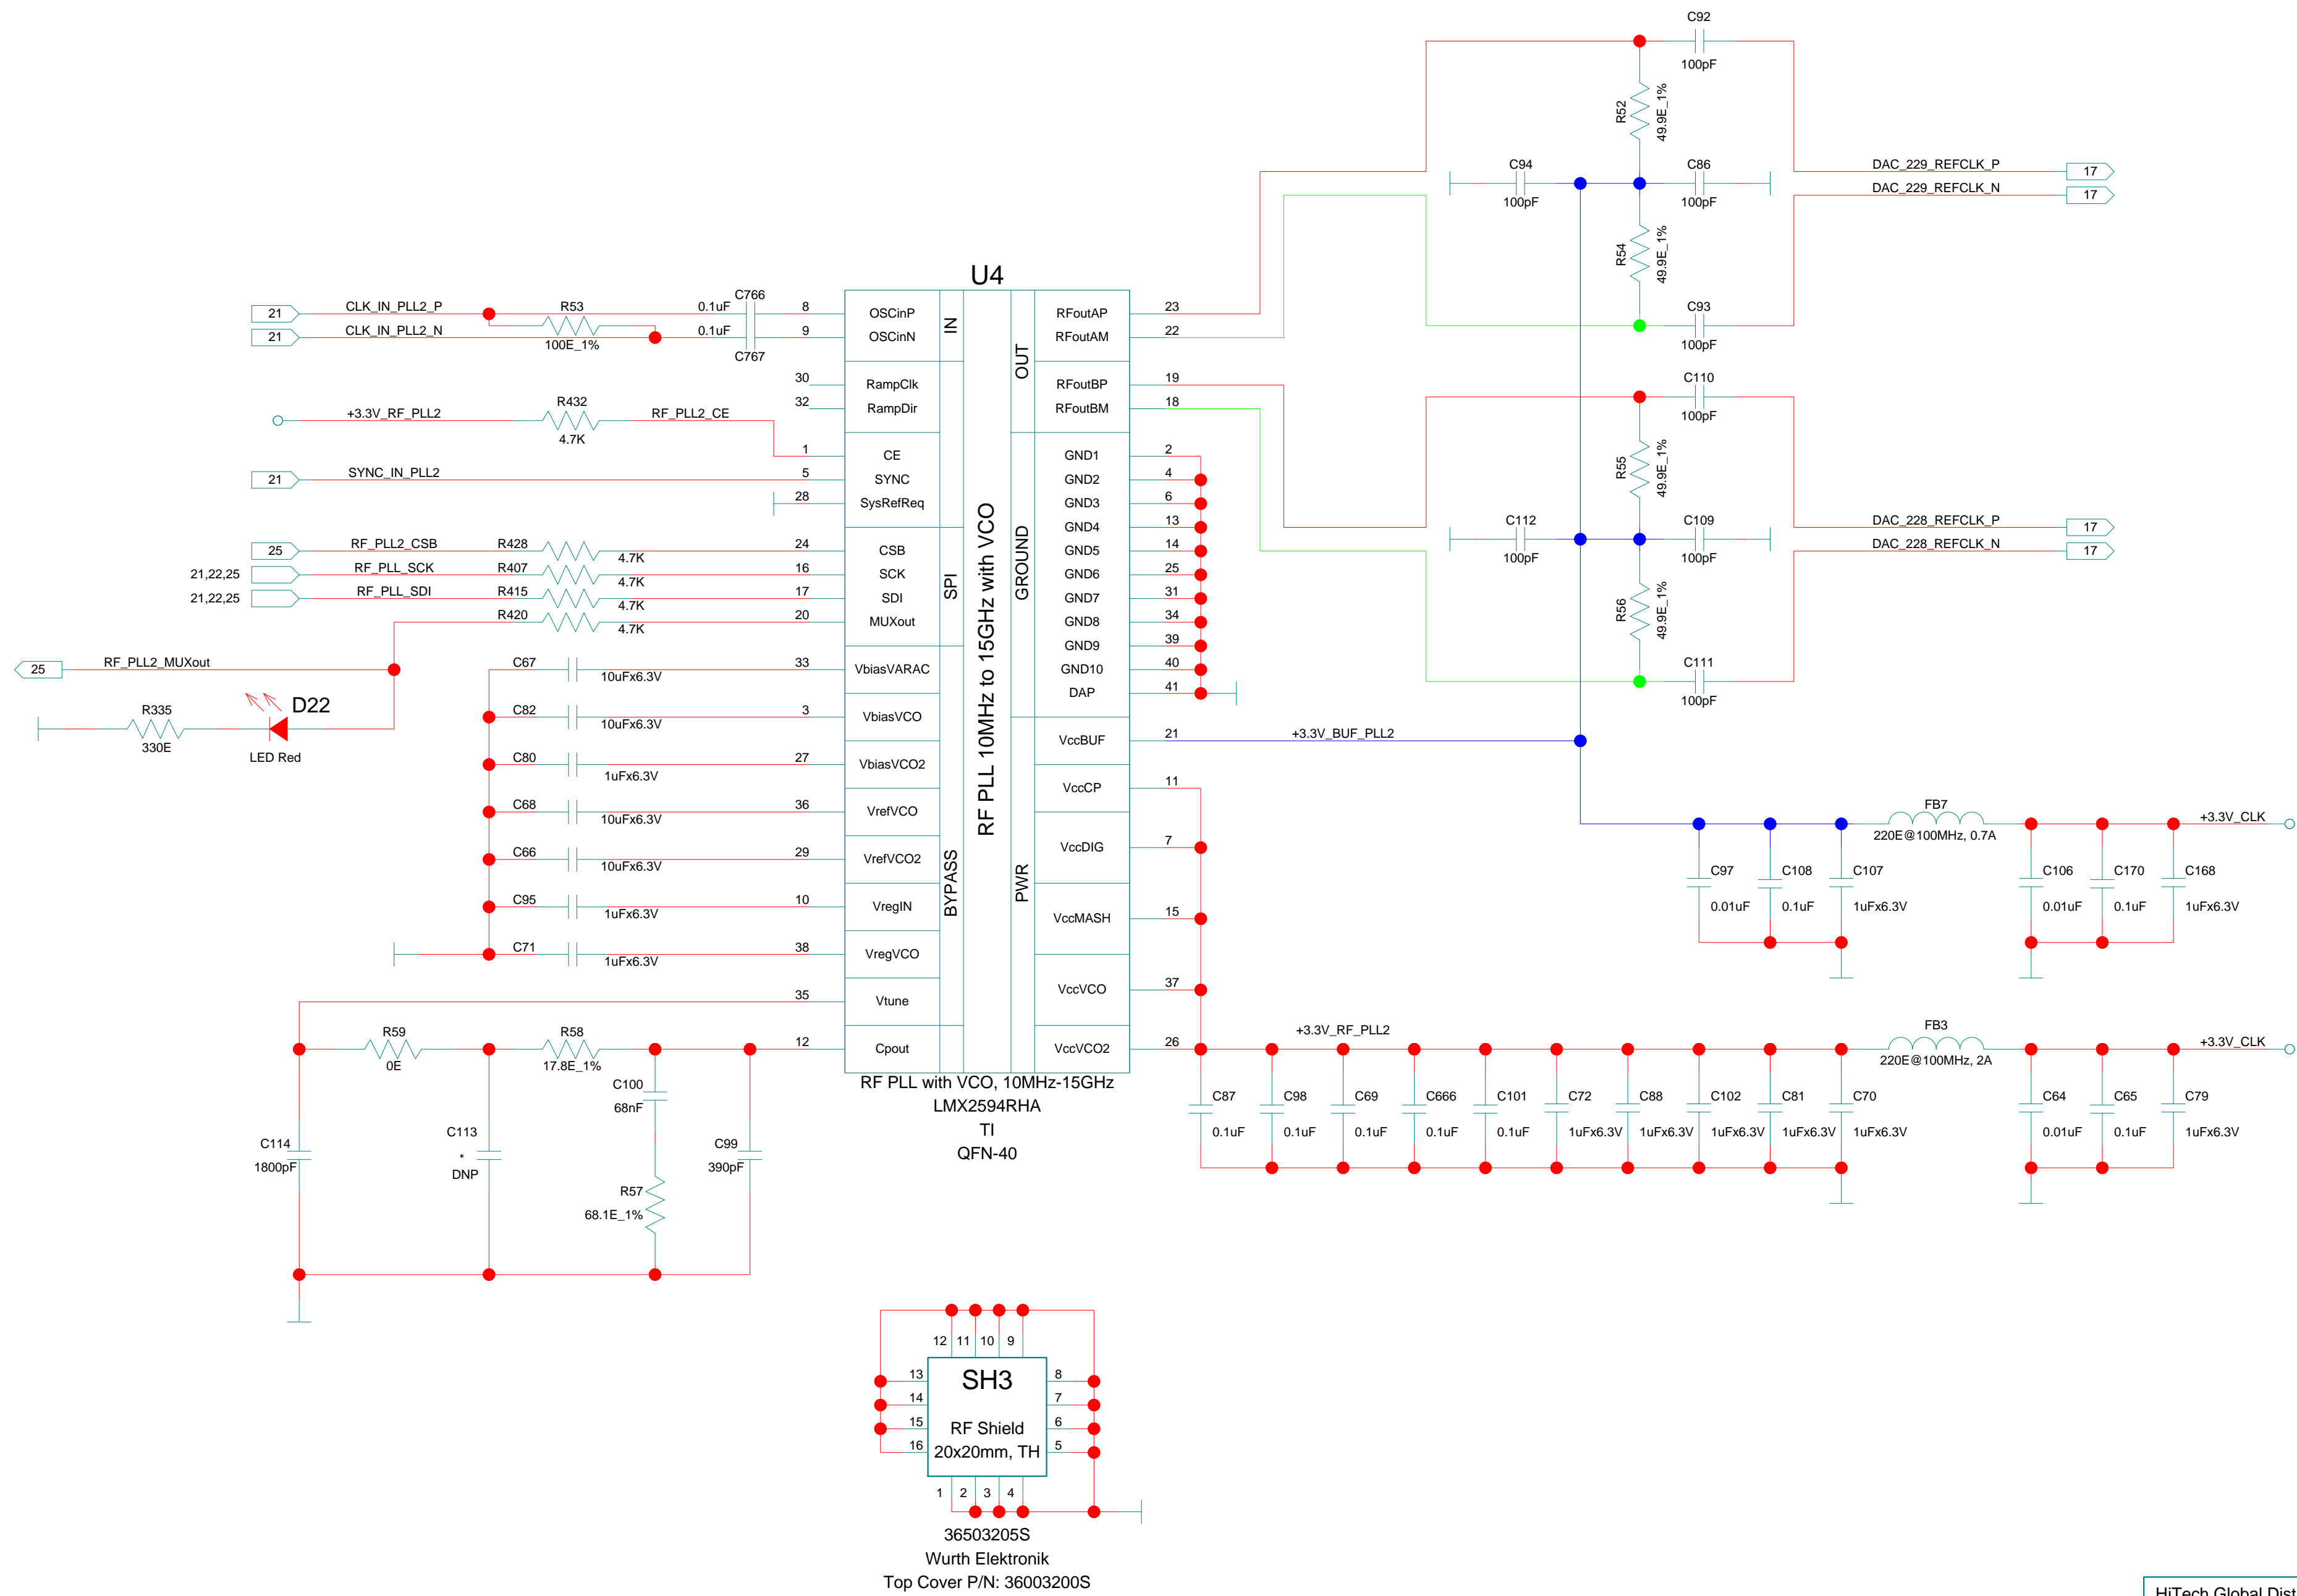 C92
100pF
R52
49.9E_1%
C94
100pF
C86
100pF
DAC_229_REFCLK_P
17
DAC_229_REFCLK_N
17
R54
49.9E_1%
C93
100pF
U4
21
CLK_IN_PLL2_P
R53
0.1uF
C766
8
OSCinP
21
CLK_IN_PLL2_N
100E_1%
0.1uF
C767
9
OSCinN
IN
30
RampClk
32
RampDir
+3.3V_RF_PLL2
R432
4.7K
RF_PLL2_CE
1
CE
21
SYNC_IN_PLL2
5
SYNC
28
SysRefReq
25
RF_PLL2_CSB
R428
4.7K
24
CSB
21,22,25
RF_PLL_SCK
R407
4.7K
16
SCK
21,22,25
RF_PLL_SDI
R415
4.7K
17
SDI
R420
4.7K
20
MUXout
SPI
25
RF_PLL2_MUXout
R335
330E
D22
LED Red
C67
10uFx6.3V
33
VbiasVARAC
C82
10uFx6.3V
3
VbiasVCO
C80
1uFx6.3V
27
VbiasVCO2
C68
10uFx6.3V
36
VrefVCO
C66
10uFx6.3V
29
VrefVCO2
C95
1uFx6.3V
10
VregIN
C71
1uFx6.3V
38
VregVCO
BYPASS
35
Vtune
12
Cpout
RF PLL 10MHz to 15GHz with VCO
OUT
RFoutAP
23
RFoutAM
22
RFoutBP
19
RFoutBM
18
GROUND
GND1
2
GND2
4
GND3
6
GND4
13
GND5
14
GND6
25
GND7
31
GND8
34
GND9
39
GND10
40
DAP
41
PWR
VccBUF
21
+3.3V_BUF_PLL2
VccCP
11
VccDIG
7
VccMASH
15
VccVCO
37
VccVCO2
26
+3.3V_RF_PLL2
C110
100pF
R55
49.9E_1%
C112
100pF
C109
100pF
DAC_228_REFCLK_P
17
DAC_228_REFCLK_N
17
R56
49.9E_1%
C111
100pF
FB7
220E@100MHz, 0.7A
+3.3V_CLK
C97
0.01uF
C108
0.1uF
C107
1uFx6.3V
C106
0.01uF
C170
0.1uF
C168
1uFx6.3V
FB3
220E@100MHz, 2A
+3.3V_CLK
C87
0.1uF
C98
0.1uF
C69
0.1uF
C666
0.1uF
C101
0.1uF
C72
1uFx6.3V
C88
1uFx6.3V
C102
1uFx6.3V
C81
1uFx6.3V
C70
1uFx6.3V
C64
0.01uF
C65
0.1uF
C79
1uFx6.3V
R59
0E
R58
17.8E_1%
C100
68nF
C114
1800pF
C113
*
DNP
C99
390pF
R57
68.1E_1%
RF PLL with VCO, 10MHz-15GHz
LMX2594RHA
TI
QFN-40
12 11 10 9
13
14
15
16
SH3
RF Shield
20x20mm, TH
8
7
6
5
1 2 3 4
36503205S
Wurth Elektronik
Top Cover P/N: 36003200S
HiTech Global Dist